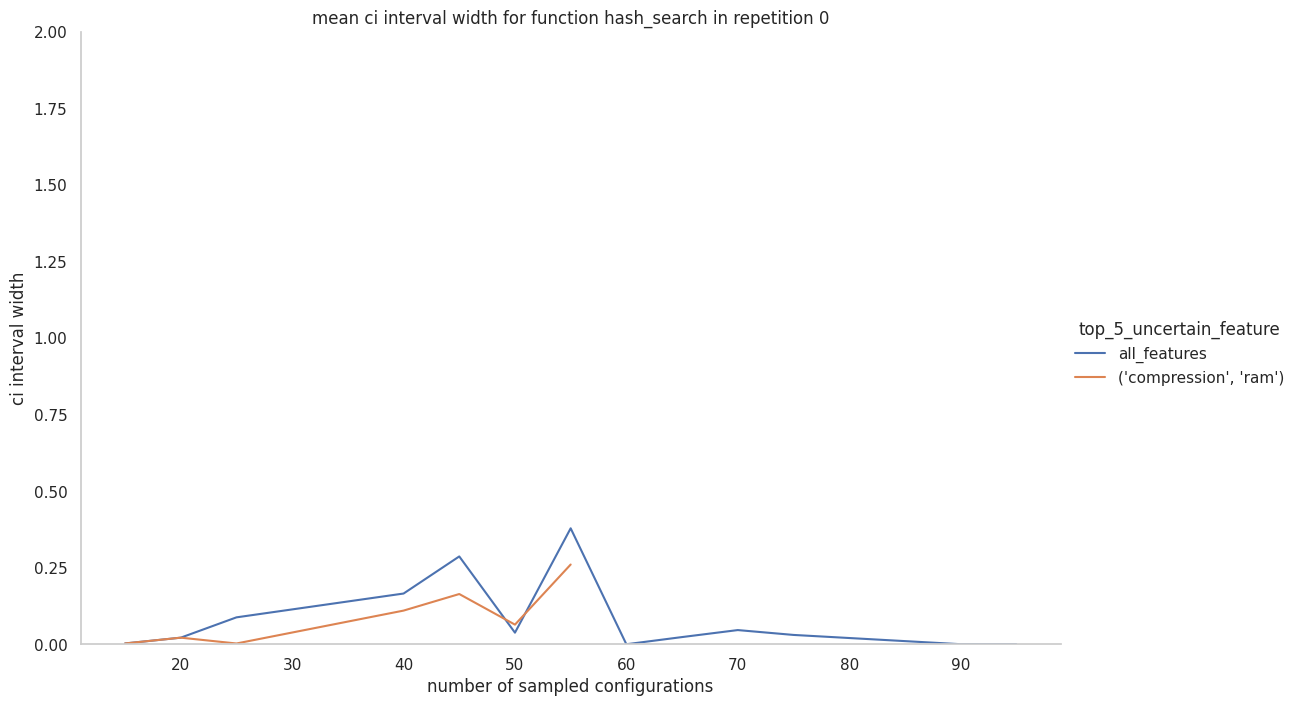 mean ci interval width for function hash_search in repetition 0
2.00
1.75
1.50
1.25
1.00
0.75
0.50
0.25
0.00
ci interval width
20 30 40 50 60 70 80 90
number of sampled configurations
top_5_uncertain_feature
all_features
('compression', 'ram')